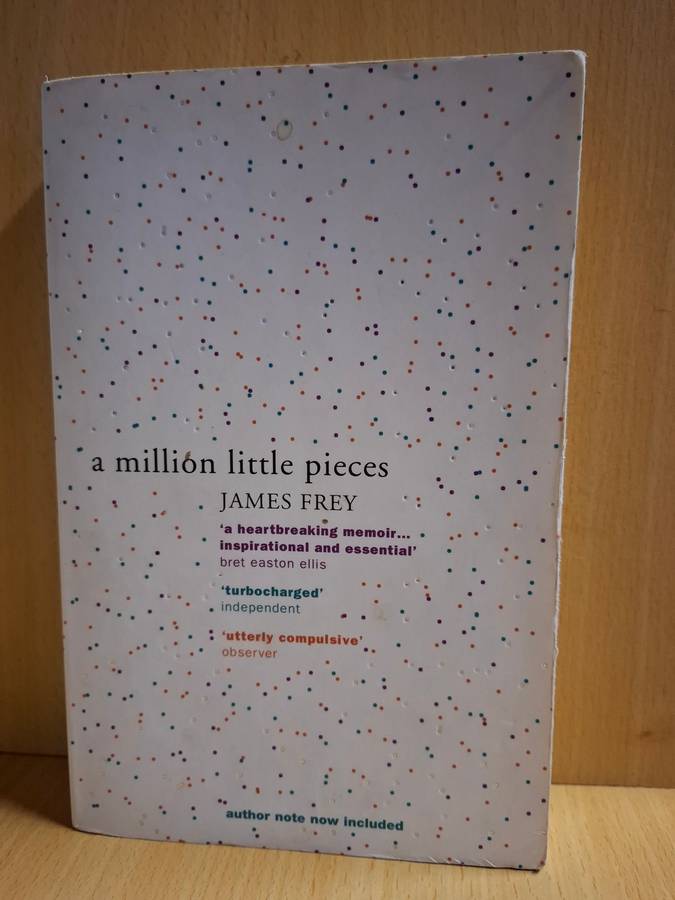 a million little pieces
JAMES FREY
‘a heartbreaking memoir...
inspirational and essential’
bret easton ellis
‘turbocharged’
independent
‘utterly compulsive’
observer
author note now included